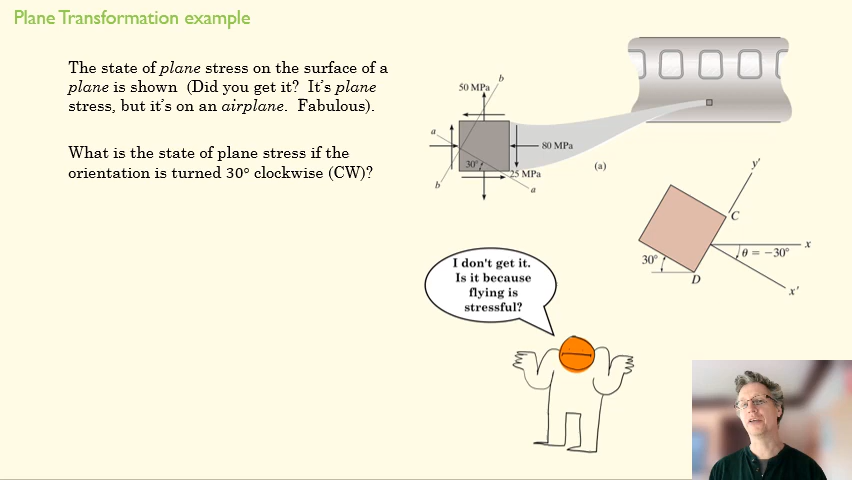 Plane Transformation example
The state of plane stress on the surface of a
plane is shown (Did you get it? It's plane
stress, but it's on an airplane. Fabulous).
What is the state of plane stress if the
orientation is turned 30° clockwise (CW)?
50 MPa
b
a
80 MPa
30°
25 MPa
b
a
(a)
y'
C
x
θ = −30°
30°
D
x'
I don't get it.
Is it because
flying is
stressful?